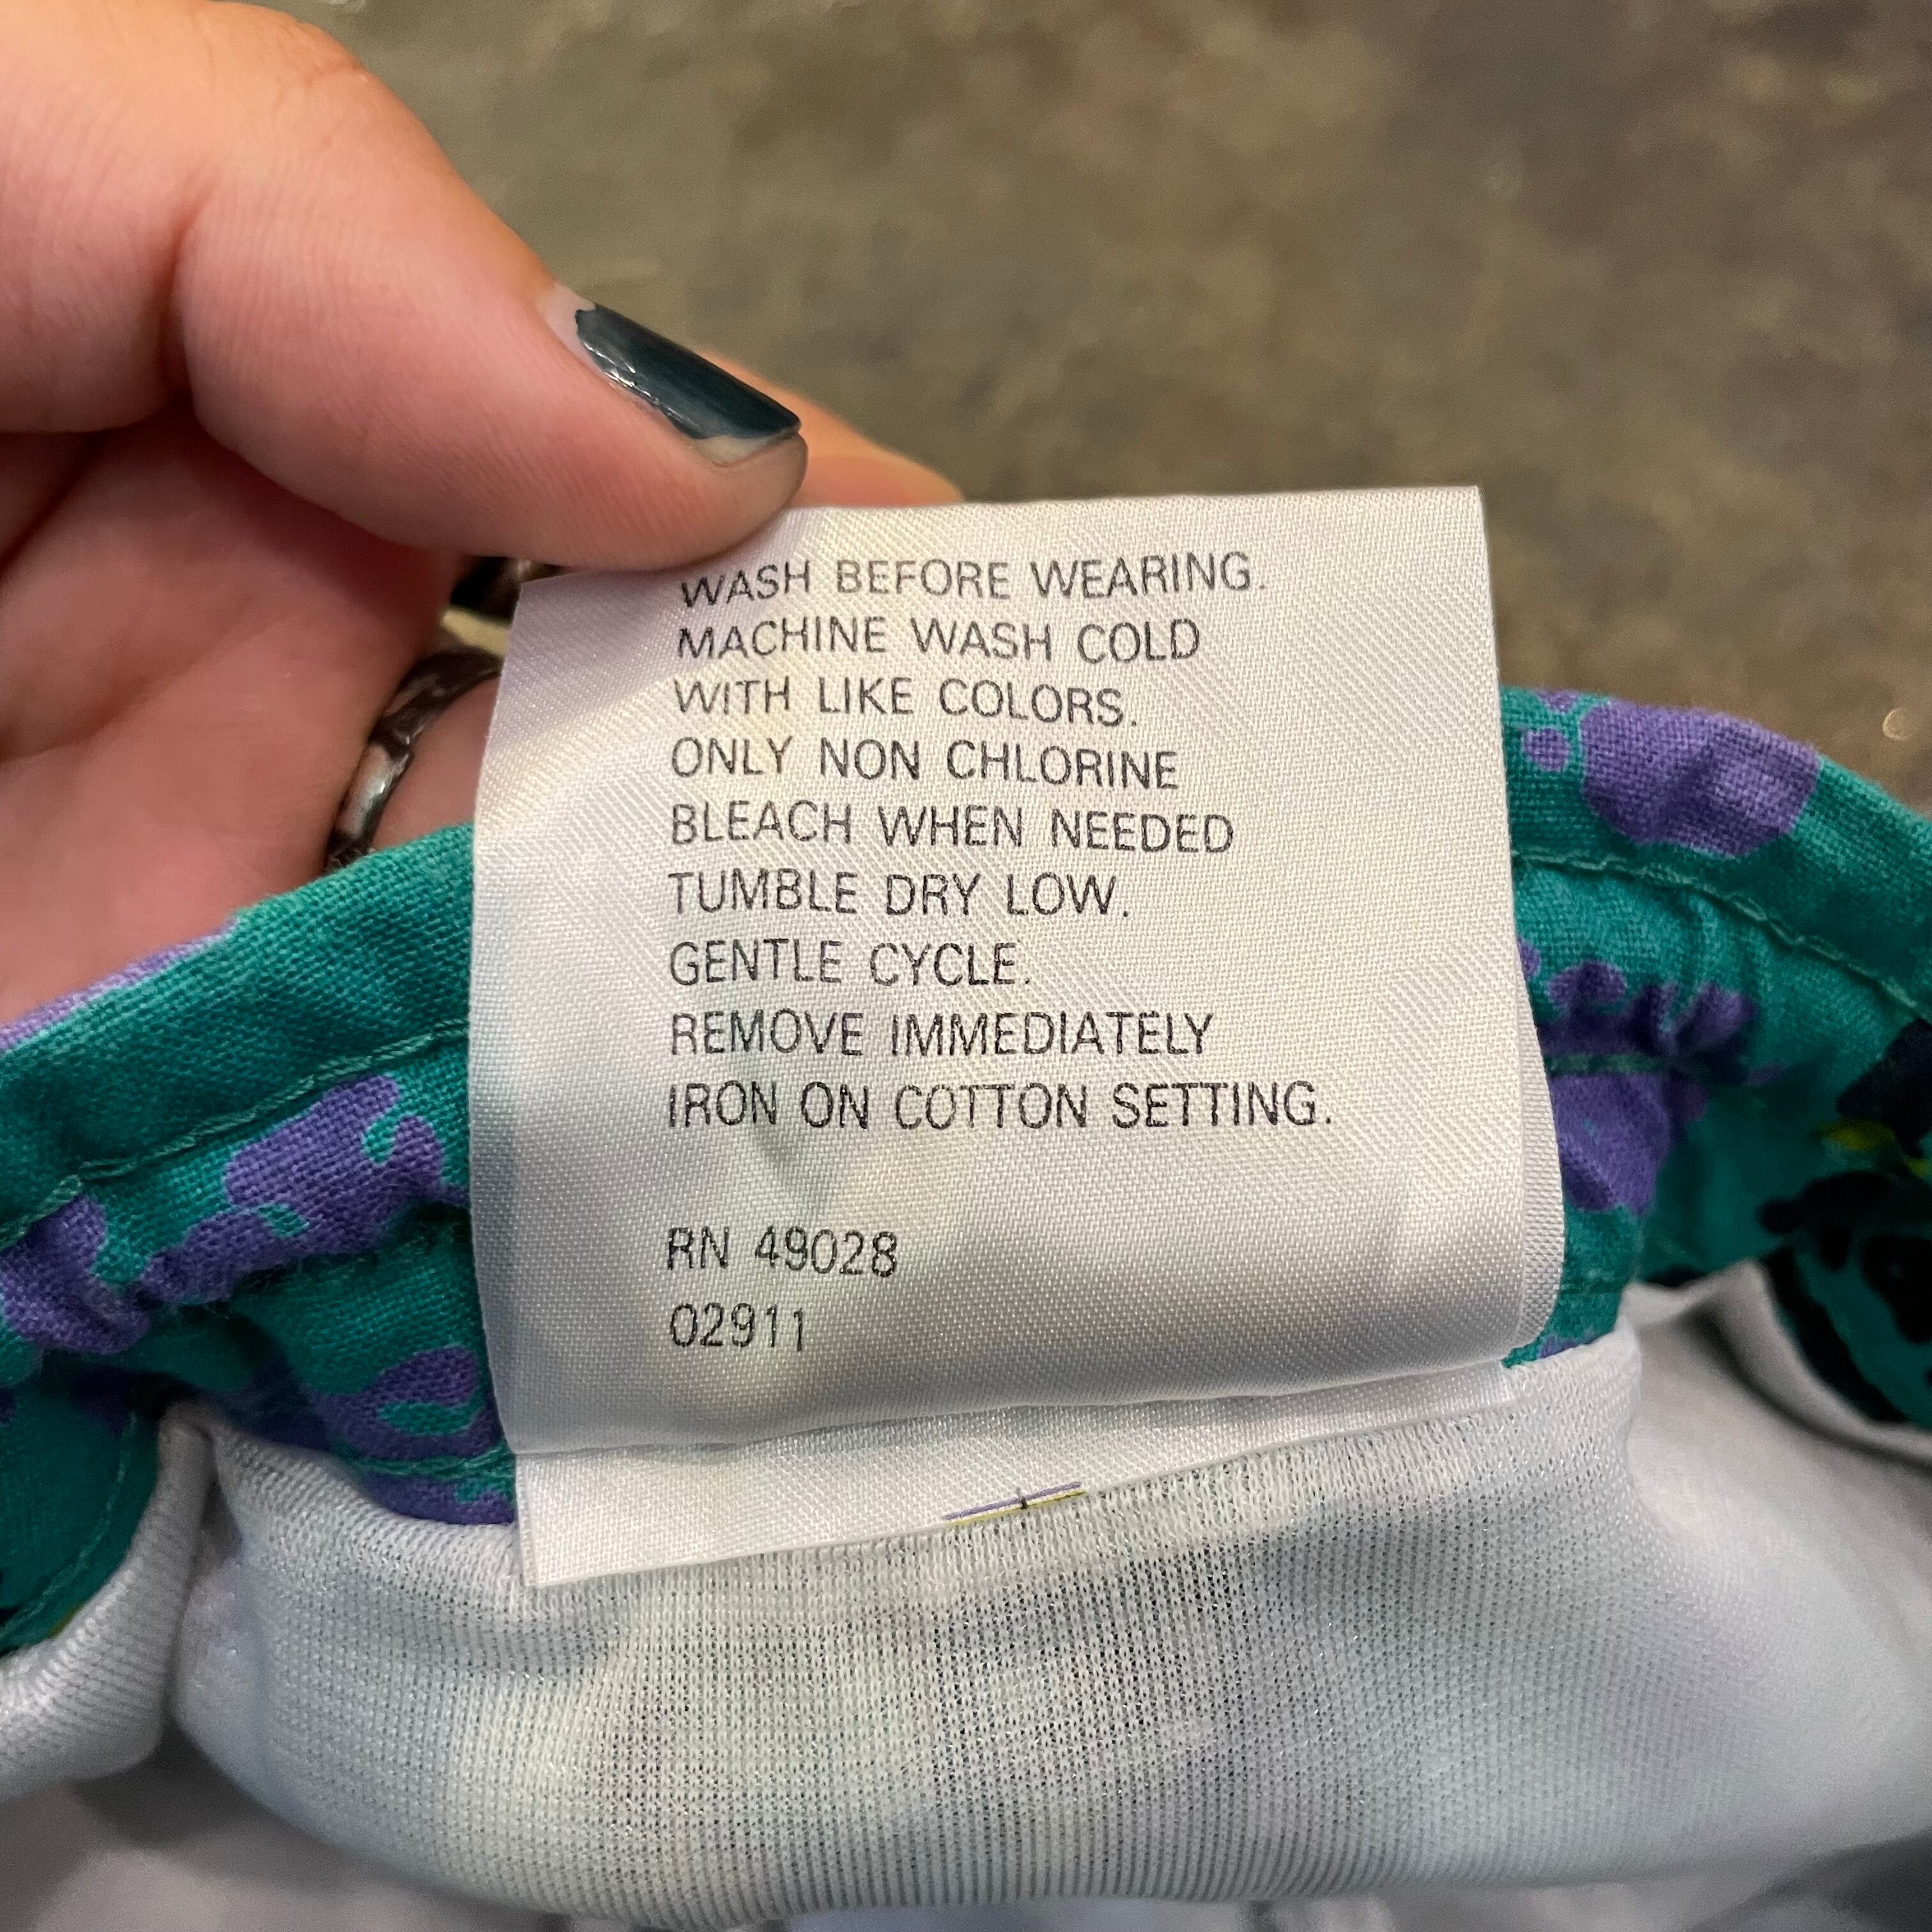 WASH BEFORE WEARING.
MACHINE WASH COLD
WITH LIKE COLORS.
ONLY NON CHLORINE
BLEACH WHEN NEEDED
TUMBLE DRY LOW.
GENTLE CYCLE.
REMOVE IMMEDIATELY
IRON ON COTTON SETTING.
RN 49028
02911